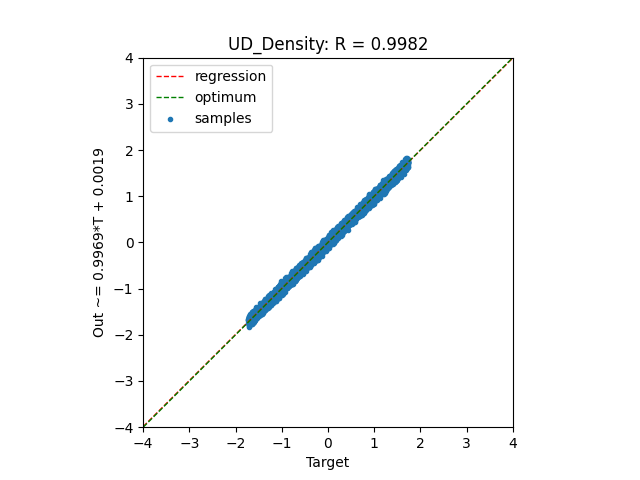 UD_Density: R = 0.9982
regression
optimum
samples
4
3
2
1
0
−1
−2
−3
−4
Out ~= 0.9969*T + 0.0019
−4 −3 −2 −1 0 1 2 3 4
Target